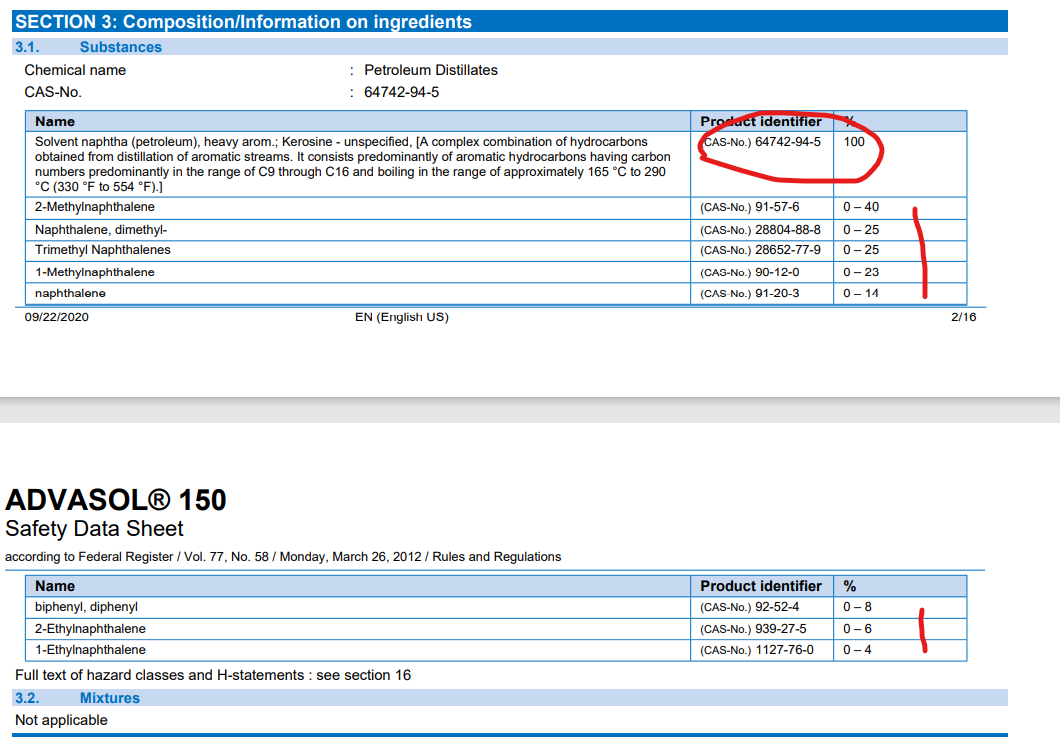 SECTION 3: Composition/Information on ingredients
3.1. Substances
Chemical name : Petroleum Distillates
CAS-No. : 64742-94-5
Name Product identifier %
Solvent naphtha (petroleum), heavy arom.; Kerosine - unspecified, [A complex combination of hydrocarbons (CAS-No.) 64742-94-5 100
obtained from distillation of aromatic streams. It consists predominantly of aromatic hydrocarbons having carbon
numbers predominantly in the range of C9 through C16 and boiling in the range of approximately 165 °C to 290
°C (330 °F to 554 °F).]
2-Methylnaphthalene (CAS-No.) 91-57-6 0 – 40
Naphthalene, dimethyl- (CAS-No.) 28804-88-8 0 – 25
Trimethyl Naphthalenes (CAS-No.) 28652-77-9 0 – 25
1-Methylnaphthalene (CAS-No.) 90-12-0 0 – 23
naphthalene (CAS-No.) 91-20-3 0 – 14
09/22/2020 EN (English US) 2/16
ADVASOL® 150
Safety Data Sheet
according to Federal Register / Vol. 77, No. 58 / Monday, March 26, 2012 / Rules and Regulations
Name Product identifier %
biphenyl, diphenyl (CAS-No.) 92-52-4 0 – 8
2-Ethylnaphthalene (CAS-No.) 939-27-5 0 – 6
1-Ethylnaphthalene (CAS-No.) 1127-76-0 0 – 4
Full text of hazard classes and H-statements : see section 16
3.2. Mixtures
Not applicable